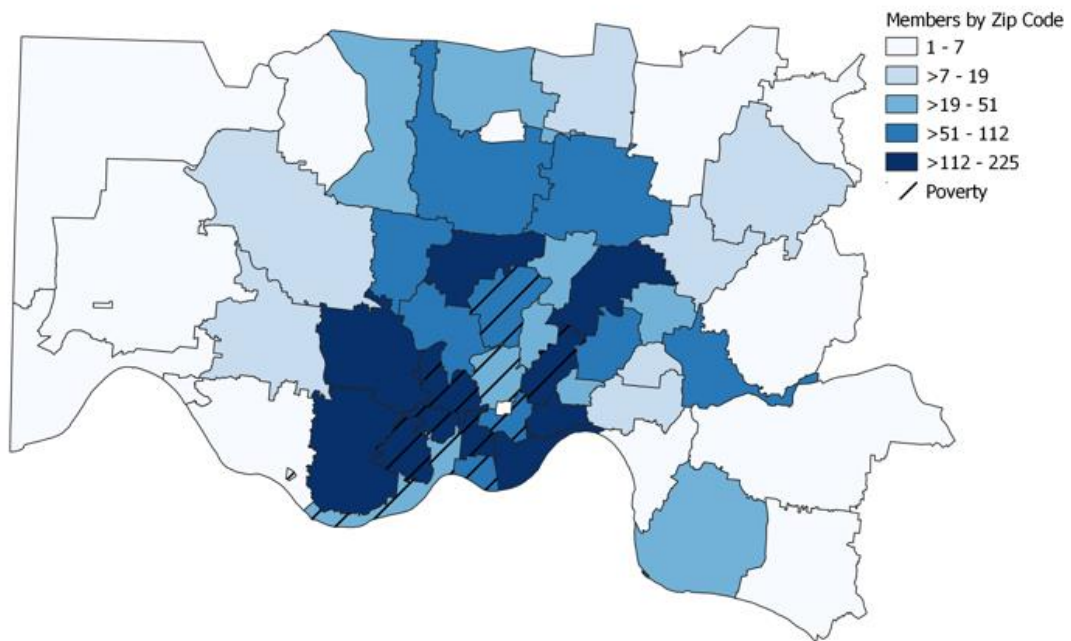 Members by Zip Code
1 - 7
>7 - 19
>19 - 51
>51 - 112
>112 - 225
Poverty